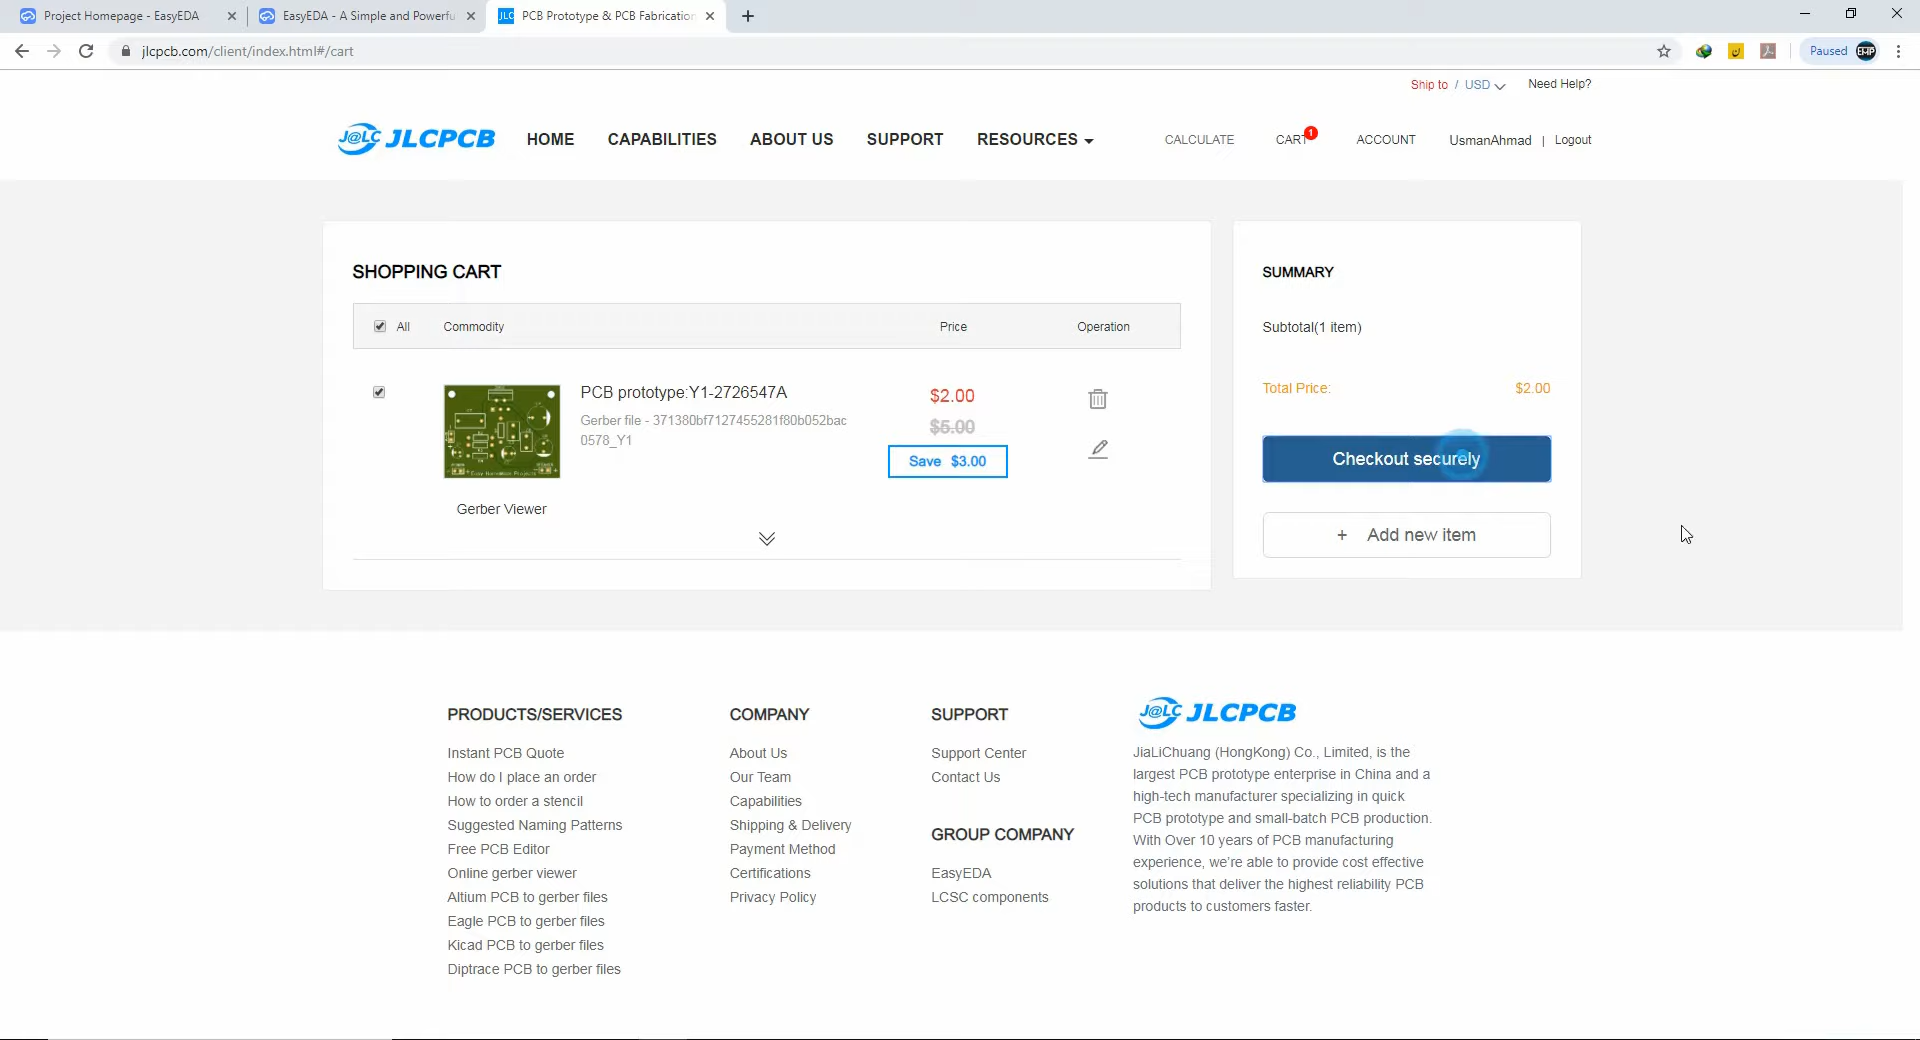 Project Homepage - EasyEDA
EasyEDA - A Simple and Powerfu
JLC PCB Prototype & PCB Fabrication
jlcpcb.com/client/index.html#/cart
Paused
EMP
Ship to / USD
Need Help?
J@LC JLCPCB
HOME
CAPABILITIES
ABOUT US
SUPPORT
RESOURCES
CALCULATE
CART 1
ACCOUNT
UsmanAhmad | Logout
SHOPPING CART
All
Commodity
Price
Operation
PCB prototype:Y1-2726547A
Gerber file - 371380bf7127455281f80b052bac
0578_Y1
$2.00
$5.00
Save $3.00
Gerber Viewer
SUMMARY
Subtotal(1 item)
Total Price: $2.00
Checkout securely
+ Add new item
PRODUCTS/SERVICES
Instant PCB Quote
How do I place an order
How to order a stencil
Suggested Naming Patterns
Free PCB Editor
Online gerber viewer
Altium PCB to gerber files
Eagle PCB to gerber files
Kicad PCB to gerber files
Diptrace PCB to gerber files
COMPANY
About Us
Our Team
Capabilities
Shipping & Delivery
Payment Method
Certifications
Privacy Policy
SUPPORT
Support Center
Contact Us
GROUP COMPANY
EasyEDA
LCSC components
J@LC JLCPCB
JiaLiChuang (HongKong) Co., Limited, is the
largest PCB prototype enterprise in China and a
high-tech manufacturer specializing in quick
PCB prototype and small-batch PCB production.
With Over 10 years of PCB manufacturing
experience, we're able to provide cost effective
solutions that deliver the highest reliability PCB
products to customers faster.